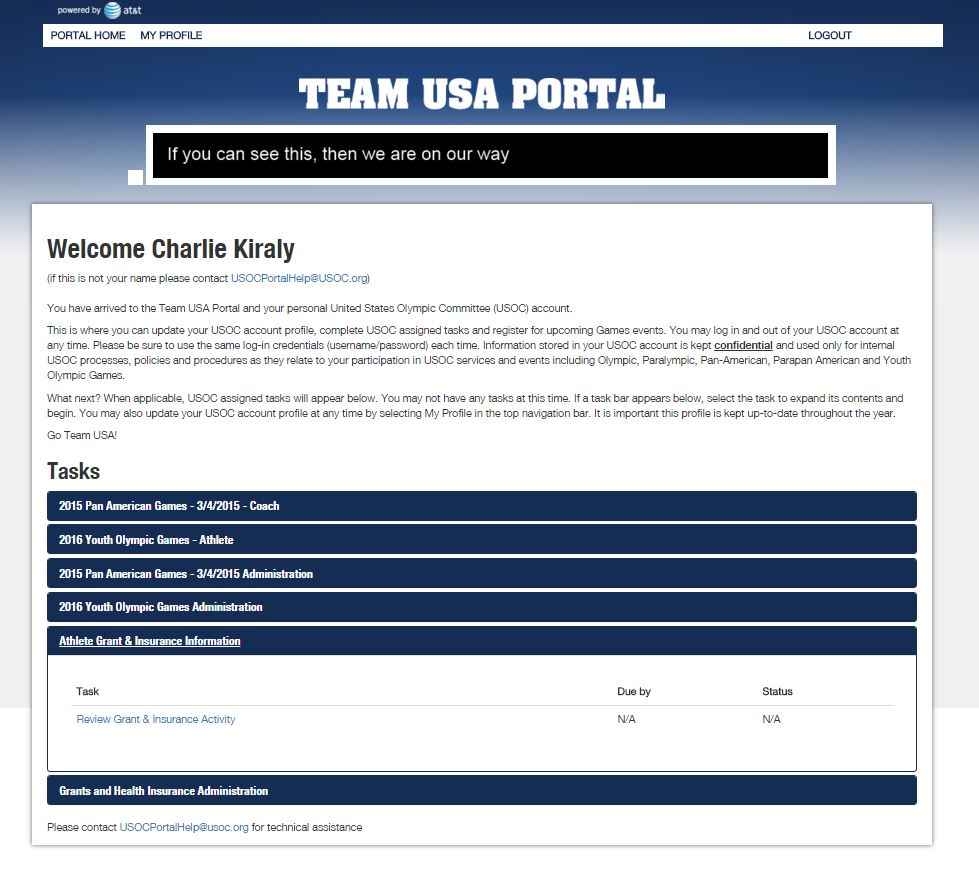 powered by at&t
PORTAL HOME MY PROFILE LOGOUT
TEAM USA PORTAL
If you can see this, then we are on our way
Welcome Charlie Kiraly
(if this is not your name please contact USOCPortalHelp@USOC.org)
You have arrived to the Team USA Portal and your personal United States Olympic Committee (USOC) account.
This is where you can update your USOC account profile, complete USOC assigned tasks and register for upcoming Games events. You may log in and out of your USOC account at
any time. Please be sure to use the same log-in credentials (username/password) each time. Information stored in your USOC account is kept confidential and used only for internal
USOC processes, policies and procedures as they relate to your participation in USOC services and events including Olympic, Paralympic, Pan-American, Parapan American and Youth
Olympic Games.
What next? When applicable, USOC assigned tasks will appear below. You may not have any tasks at this time. If a task bar appears below, select the task to expand its contents and
begin. You may also update your USOC account profile at any time by selecting My Profile in the top navigation bar. It is important this profile is kept up-to-date throughout the year.
Go Team USA!
Tasks
2015 Pan American Games - 3/4/2015 - Coach
2016 Youth Olympic Games - Athlete
2015 Pan American Games - 3/4/2015 Administration
2016 Youth Olympic Games Administration
Athlete Grant & Insurance Information
Task Due by Status
Review Grant & Insurance Activity N/A N/A
Grants and Health Insurance Administration
Please contact USOCPortalHelp@usoc.org for technical assistance